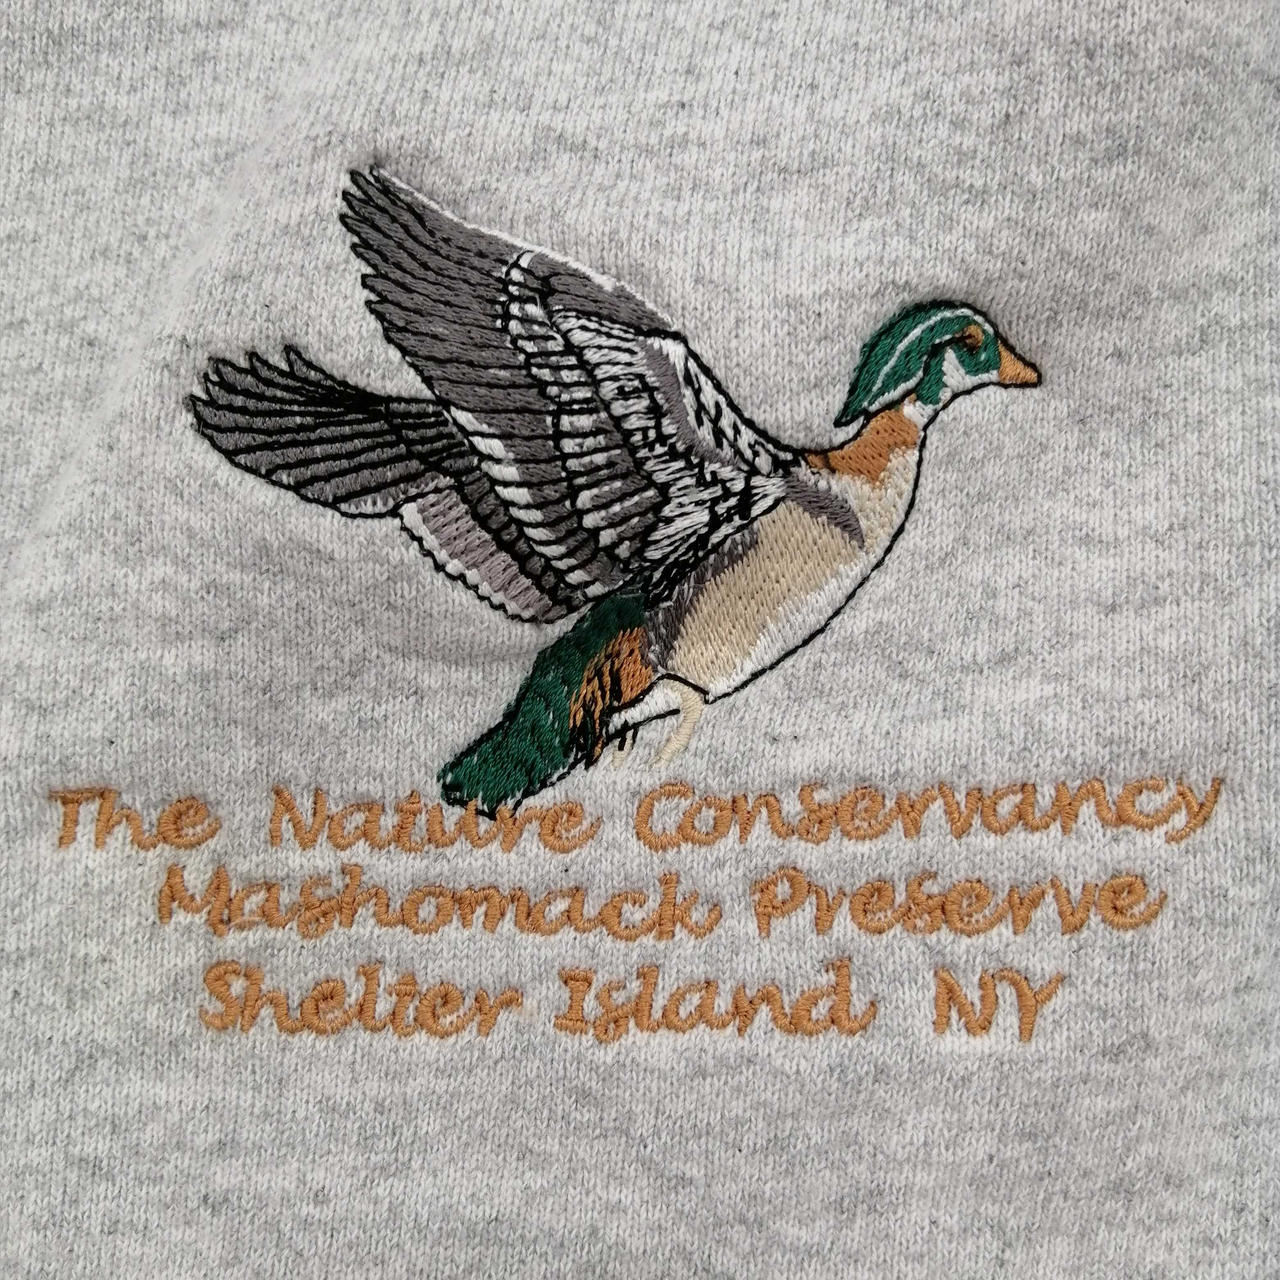 The Nature Conservancy
Mashomack Preserve
Shelter Island NY